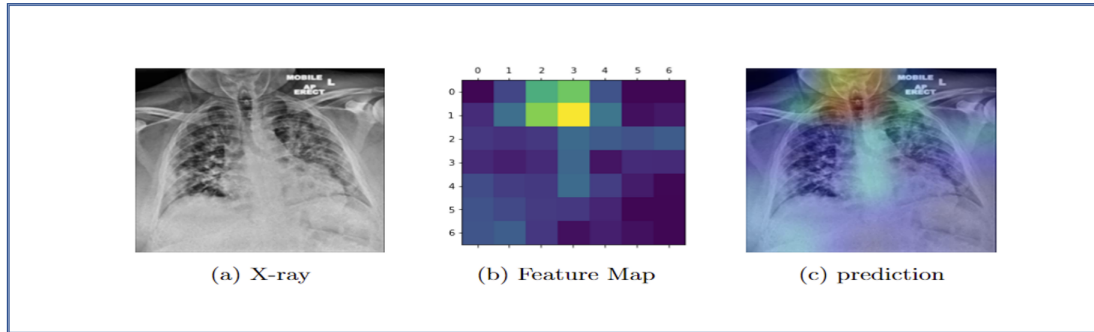 MOBILE L
AP
ERECT
0 1 2 3 4 5 6
0
1
2
3
4
5
6
MOBILE L
AP
ERECT
(a) X-ray
(b) Feature Map
(c) prediction